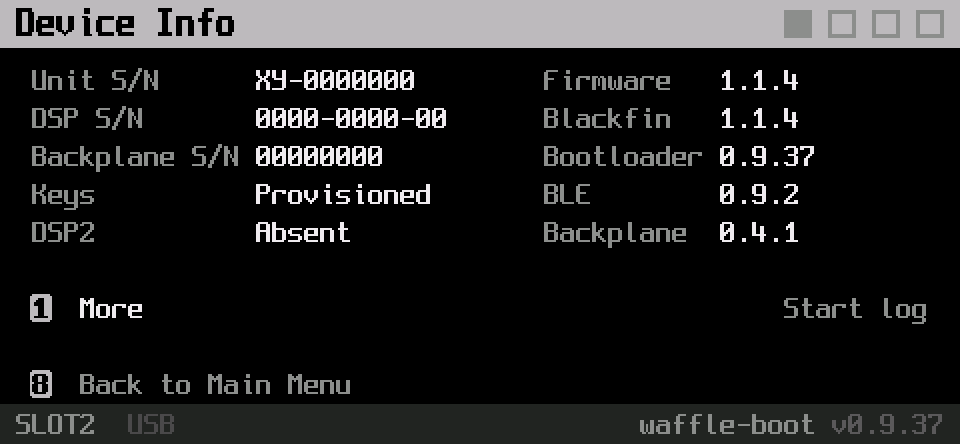 Device Info
Unit S/N XY-0000000 Firmware 1.1.4
DSP S/N 0000-0000-00 Blackfin 1.1.4
Backplane S/N 00000000 Bootloader 0.9.37
Keys Provisioned BLE 0.9.2
DSP2 Absent Backplane 0.4.1
1 More Start log
8 Back to Main Menu
SLOT2 USB waffle-boot v0.9.37